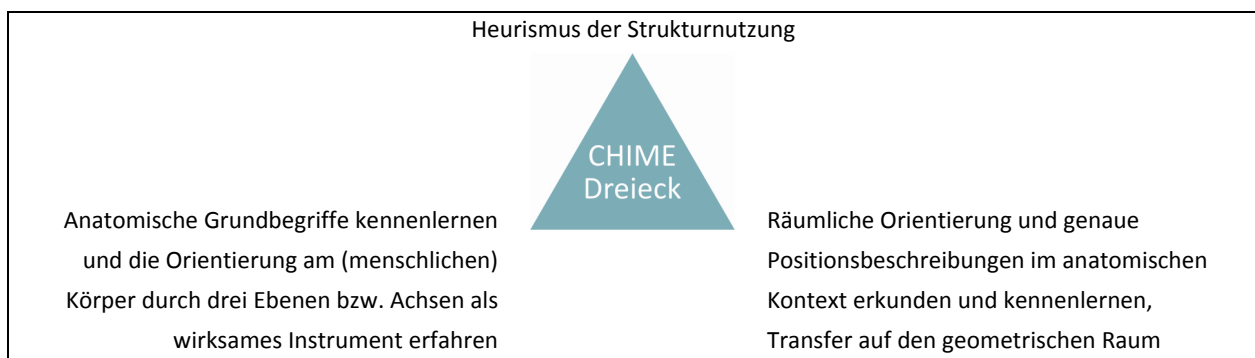 Heurismus der Strukturnutzung
CHIME
Dreieck
Anatomische Grundbegriffe kennenlernen
und die Orientierung am (menschlichen)
Körper durch drei Ebenen bzw. Achsen als
wirksames Instrument erfahren
Räumliche Orientierung und genaue
Positionsbeschreibungen im anatomischen
Kontext erkunden und kennenlernen,
Transfer auf den geometrischen Raum